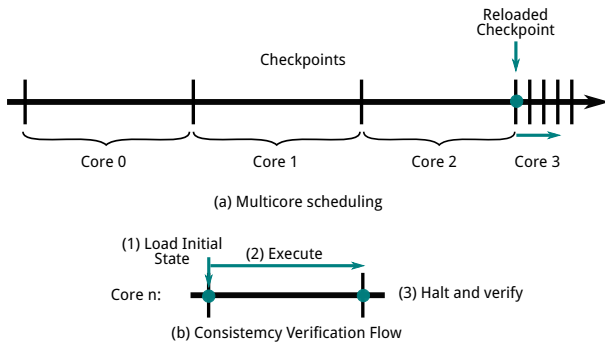 Reloaded
Checkpoint
Checkpoints
Core 0
Core 1
Core 2
Core 3
(a) Multicore scheduling
(1) Load Initial
State
(2) Execute
Core n:
(3) Halt and verify
(b) Consistemcy Verification Flow